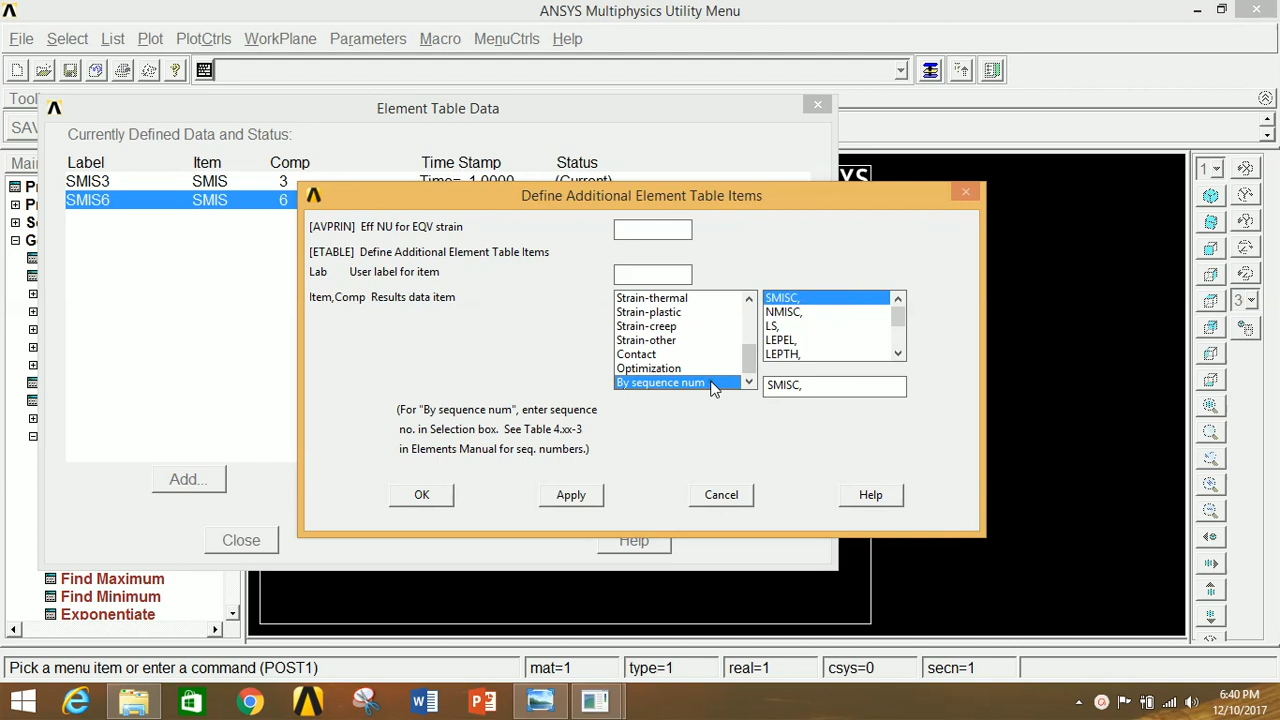 ANSYS Multiphysics Utility Menu
File Select List Plot PlotCtrls WorkPlane Parameters Macro MenuCtrls Help
Element Table Data
Currently Defined Data and Status:
Label Item Comp Time Stamp Status
SMIS3 SMIS 3 Time= 1.0000 (Current)
SMIS6 SMIS 6
Define Additional Element Table Items
[AVPRIN] Eff NU for EQV strain
[ETABLE] Define Additional Element Table Items
Lab User label for item
Item,Comp Results data item
Strain-thermal
Strain-plastic
Strain-creep
Strain-other
Contact
Optimization
By sequence num
SMISC,
NMISC,
LS,
LEPEL,
LEPTH,
SMISC,
(For "By sequence num", enter sequence
no. in Selection box. See Table 4.xx-3
in Elements Manual for seq. numbers.)
OK Apply Cancel Help
Add...
Close Help
Find Maximum
Find Minimum
Exponentiate
1
3
Pick a menu item or enter a command (POST1) mat=1 type=1 real=1 csys=0 secn=1
6:40 PM
12/10/2017